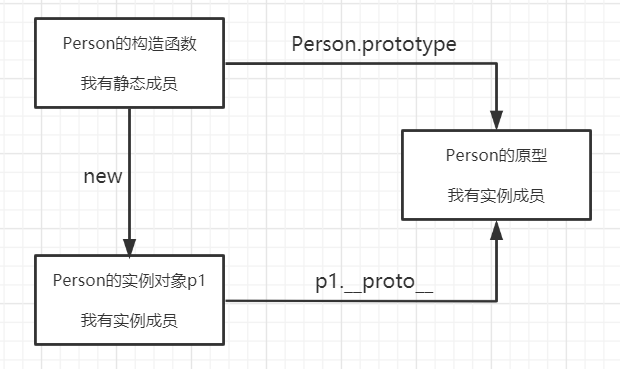 Person的构造函数
我有静态成员
Person.prototype
Person的原型
我有实例成员
new
Person的实例对象p1
我有实例成员
p1.__proto__